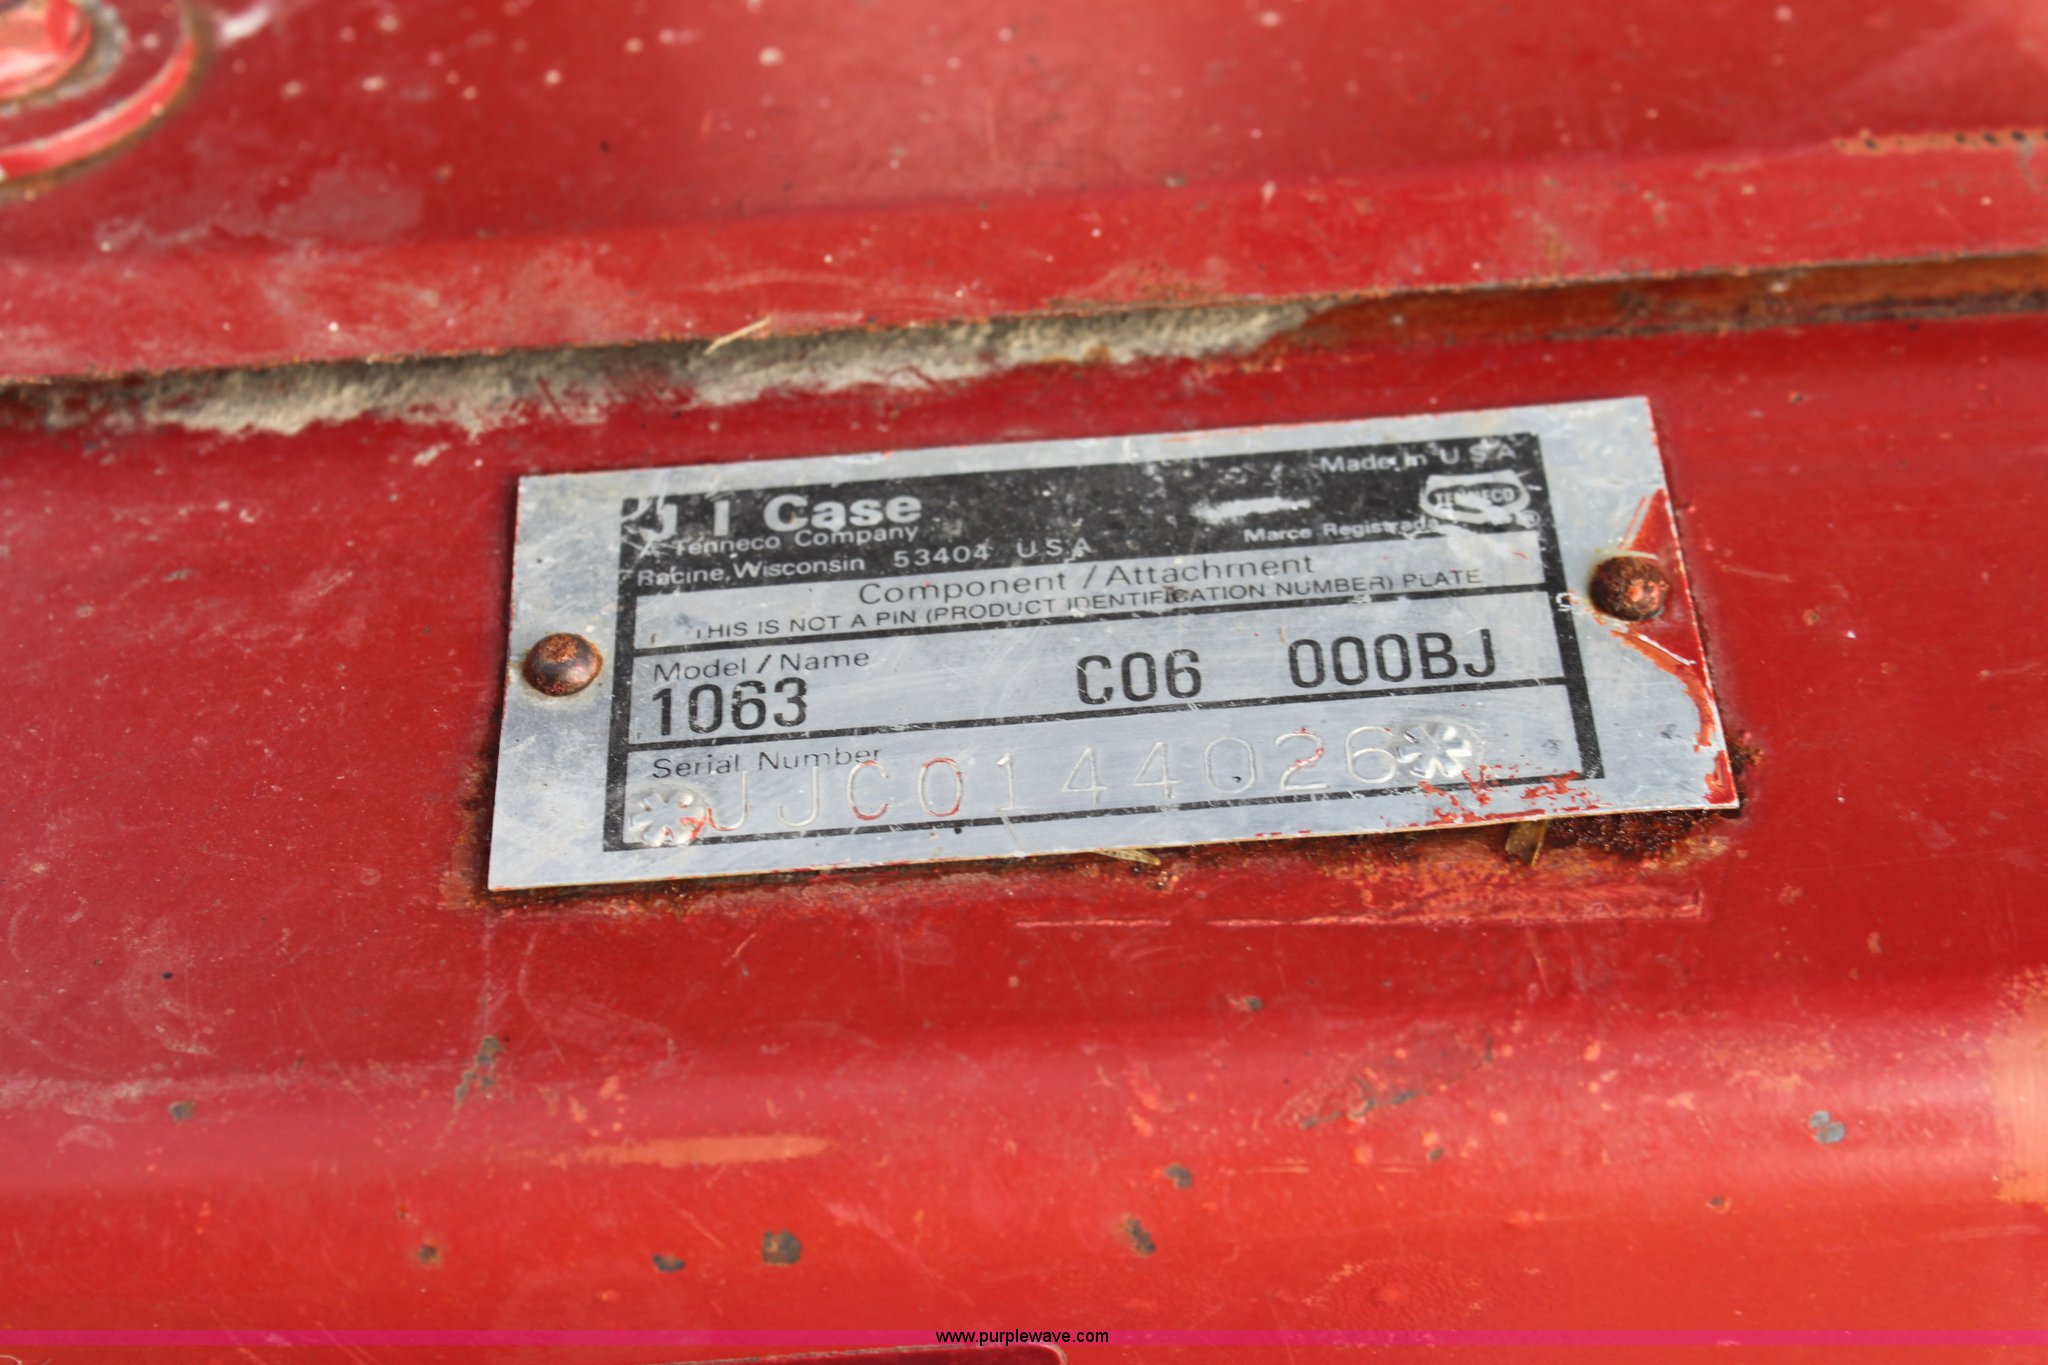 J I Case
A Tenneco Company
Racine, Wisconsin 53404 U S A
Made in U S A
TENNECO
Marca Registrada ®
Component / Attachment
THIS IS NOT A PIN (PRODUCT IDENTIFICATION NUMBER) PLATE
Model / Name
1063 C06 000BJ
Serial Number
JJC0144026
www.purplewave.com